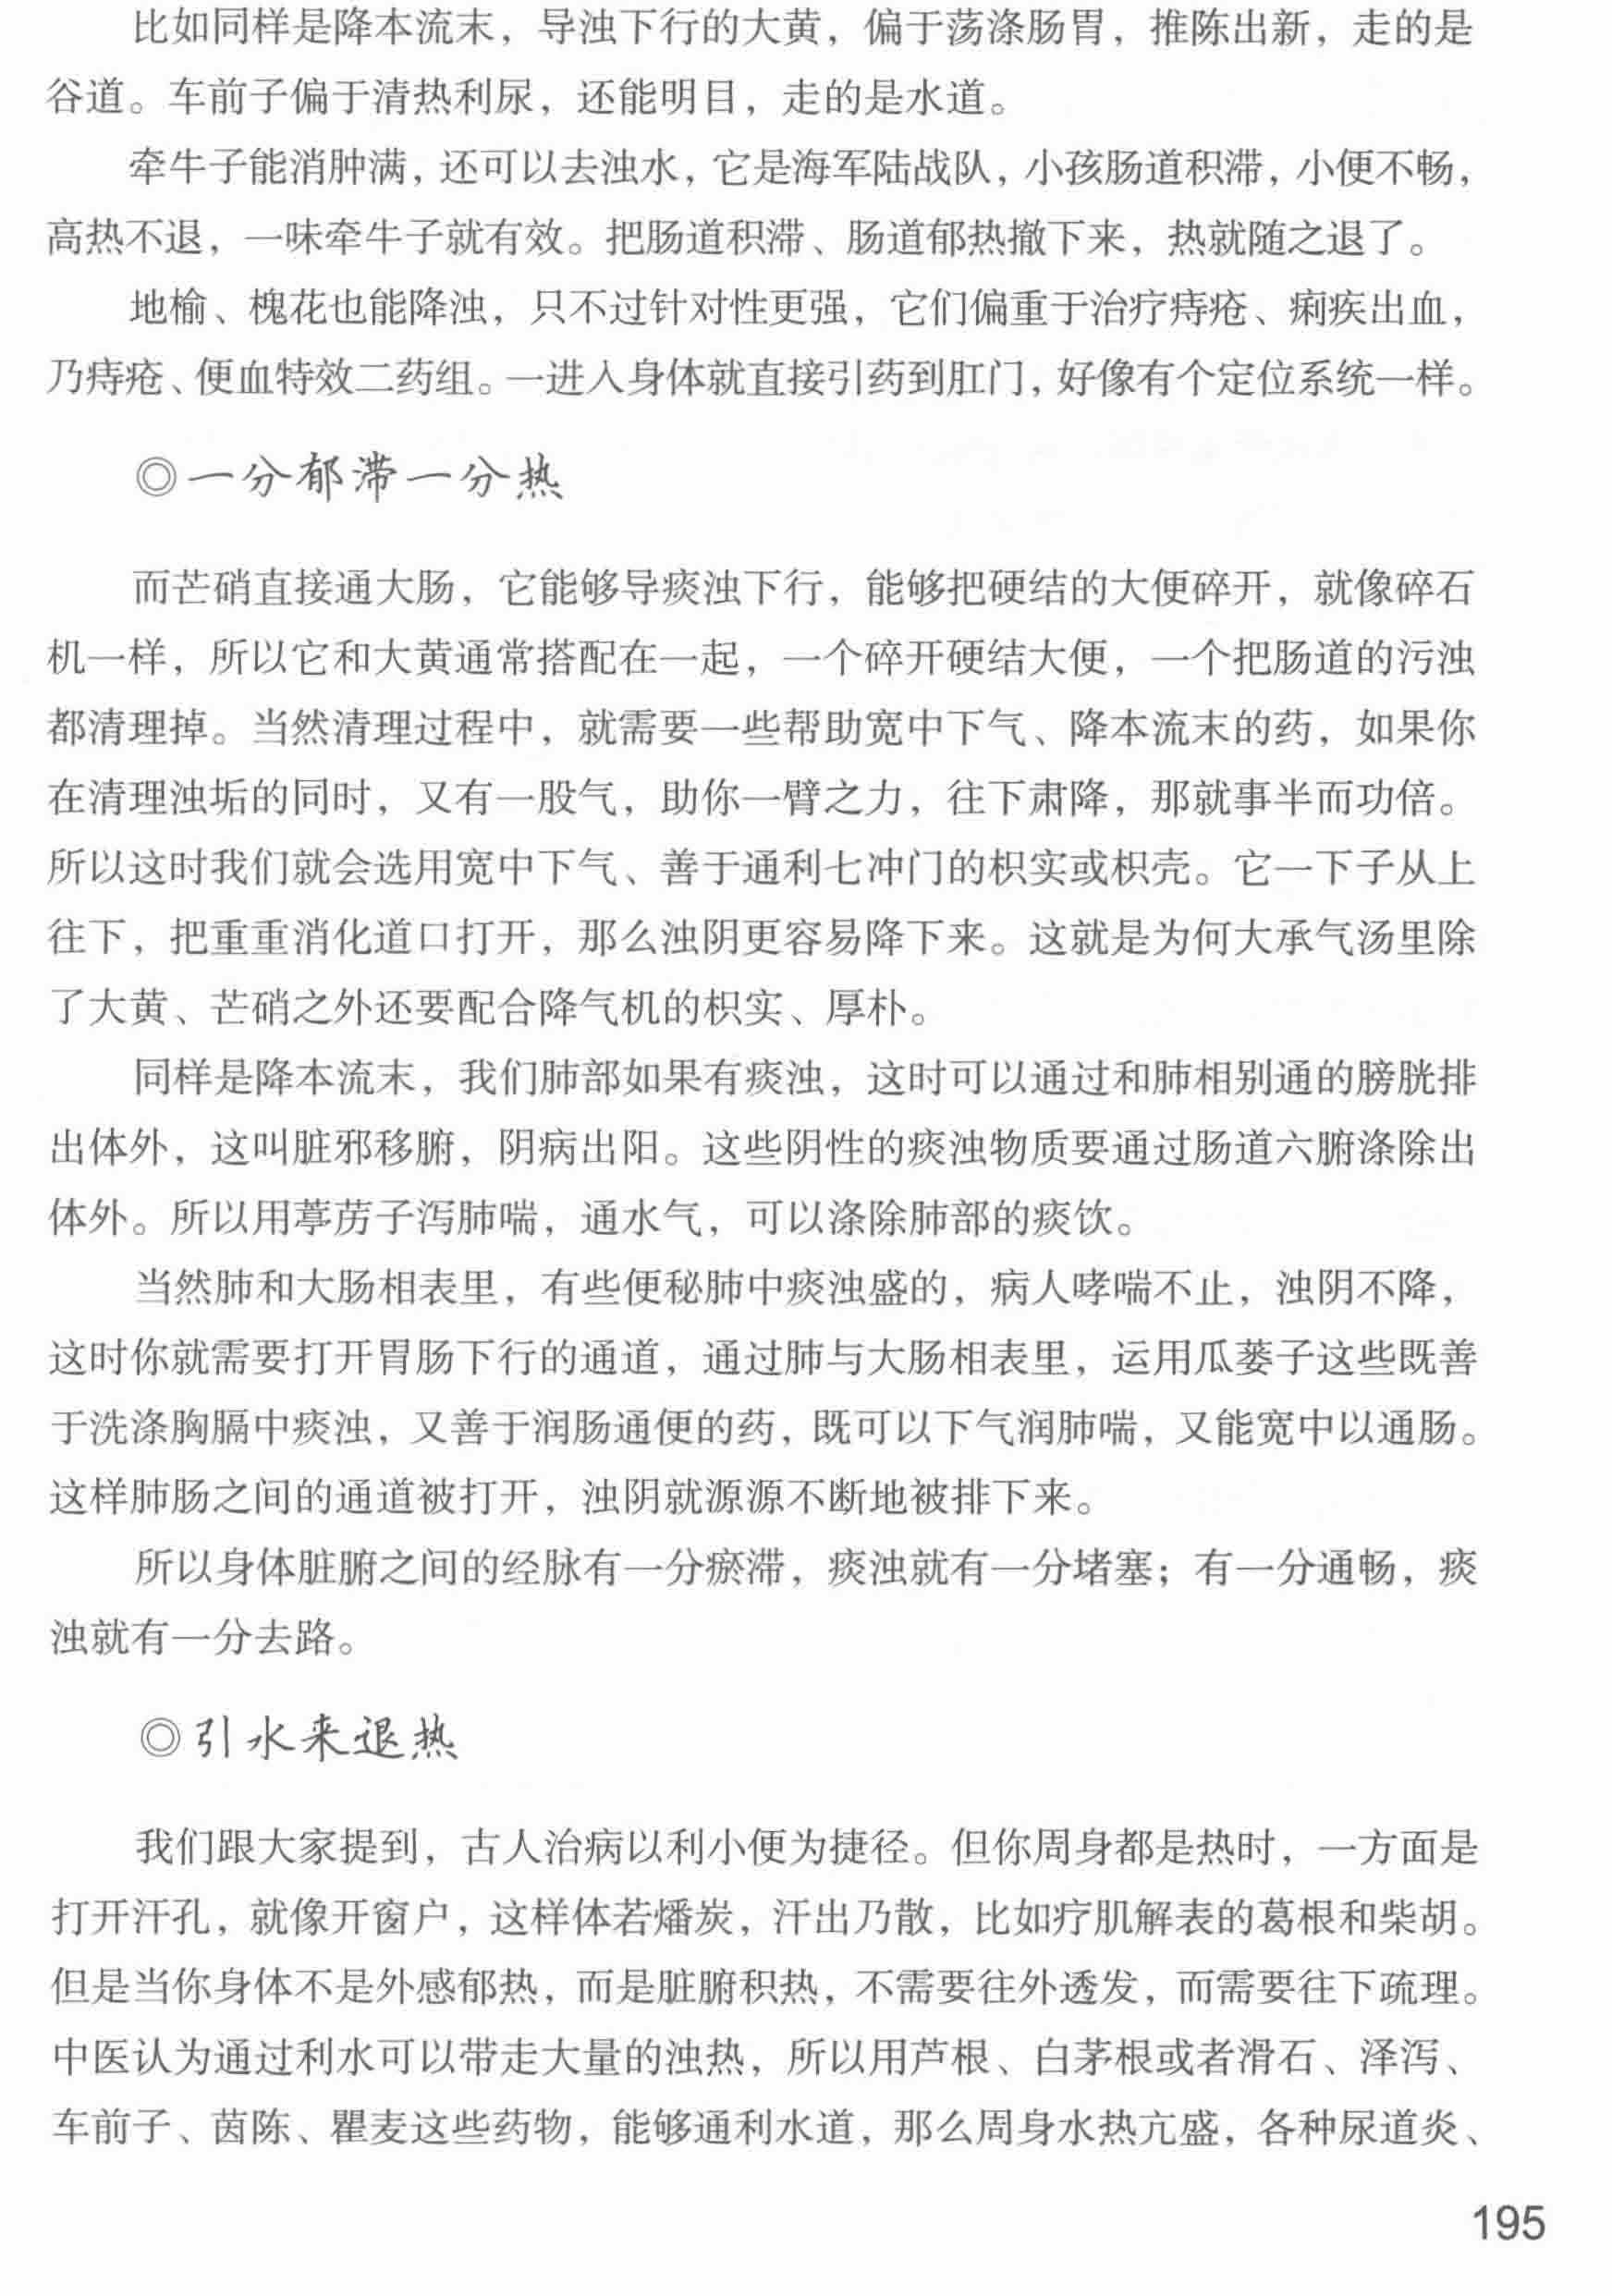 比如同样是降本流末，导浊下行的大黄，偏于荡涤肠胃，推陈出新，走的是
谷道。车前子偏于清热利尿，还能明目，走的是水道。
牵牛子能消肿满，还可以去浊水，它是海军陆战队，小孩肠道积滞，小便不畅，
高热不退，一味牵牛子就有效。把肠道积滞、肠道郁热撤下来，热就随之退了。
地榆、槐花也能降浊，只不过针对性更强，它们偏重于治疗痔疮、痢疾出血，
乃痔疮、便血特效二药组。一进入身体就直接引药到肛门，好像有个定位系统一样。
◎一分郁滞一分热
而芒硝直接通大肠，它能够导痰浊下行，能够把硬结的大便碎开，就像碎石
机一样，所以它和大黄通常搭配在一起，一个碎开硬结大便，一个把肠道的污浊
都清理掉。当然清理过程中，就需要一些帮助宽中下气、降本流末的药，如果你
在清理浊垢的同时，又有一股气，助你一臂之力，往下肃降，那就事半而功倍。
所以这时我们就会选用宽中下气、善于通利七冲门的枳实或枳壳。它一下子从上
往下，把重重消化道口打开，那么浊阴更容易降下来。这就是为何大承气汤里除
了大黄、芒硝之外还要配合降气机的枳实、厚朴。
同样是降本流末，我们肺部如果有痰浊，这时可以通过和肺相别通的膀胱排
出体外，这叫脏邪移腑，阴病出阳。这些阴性的痰浊物质要通过肠道六腑涤除出
体外。所以用葶苈子泻肺喘，通水气，可以涤除肺部的痰饮。
当然肺和大肠相表里，有些便秘肺中痰浊盛的，病人哮喘不止，浊阴不降，
这时你就需要打开胃肠下行的通道，通过肺与大肠相表里，运用瓜蒌子这些既善
于洗涤胸膈中痰浊，又善于润肠通便的药，既可以下气润肺喘，又能宽中以通肠。
这样肺肠之间的通道被打开，浊阴就源源不断地被排下来。
所以身体脏腑之间的经脉有一分瘀滞，痰浊就有一分堵塞；有一分通畅，痰
浊就有一分去路。
◎引水来退热
我们跟大家提到，古人治病以利小便为捷径。但你周身都是热时，一方面是
打开汗孔，就像开窗户，这样体若燔炭，汗出乃散，比如疗肌解表的葛根和柴胡。
但是当你身体不是外感郁热，而是脏腑积热，不需要往外透发，而需要往下疏理。
中医认为通过利水可以带走大量的浊热，所以用芦根、白茅根或者滑石、泽泻、
车前子、茵陈、瞿麦这些药物，能够通利水道，那么周身水热亢盛，各种尿道炎、
195